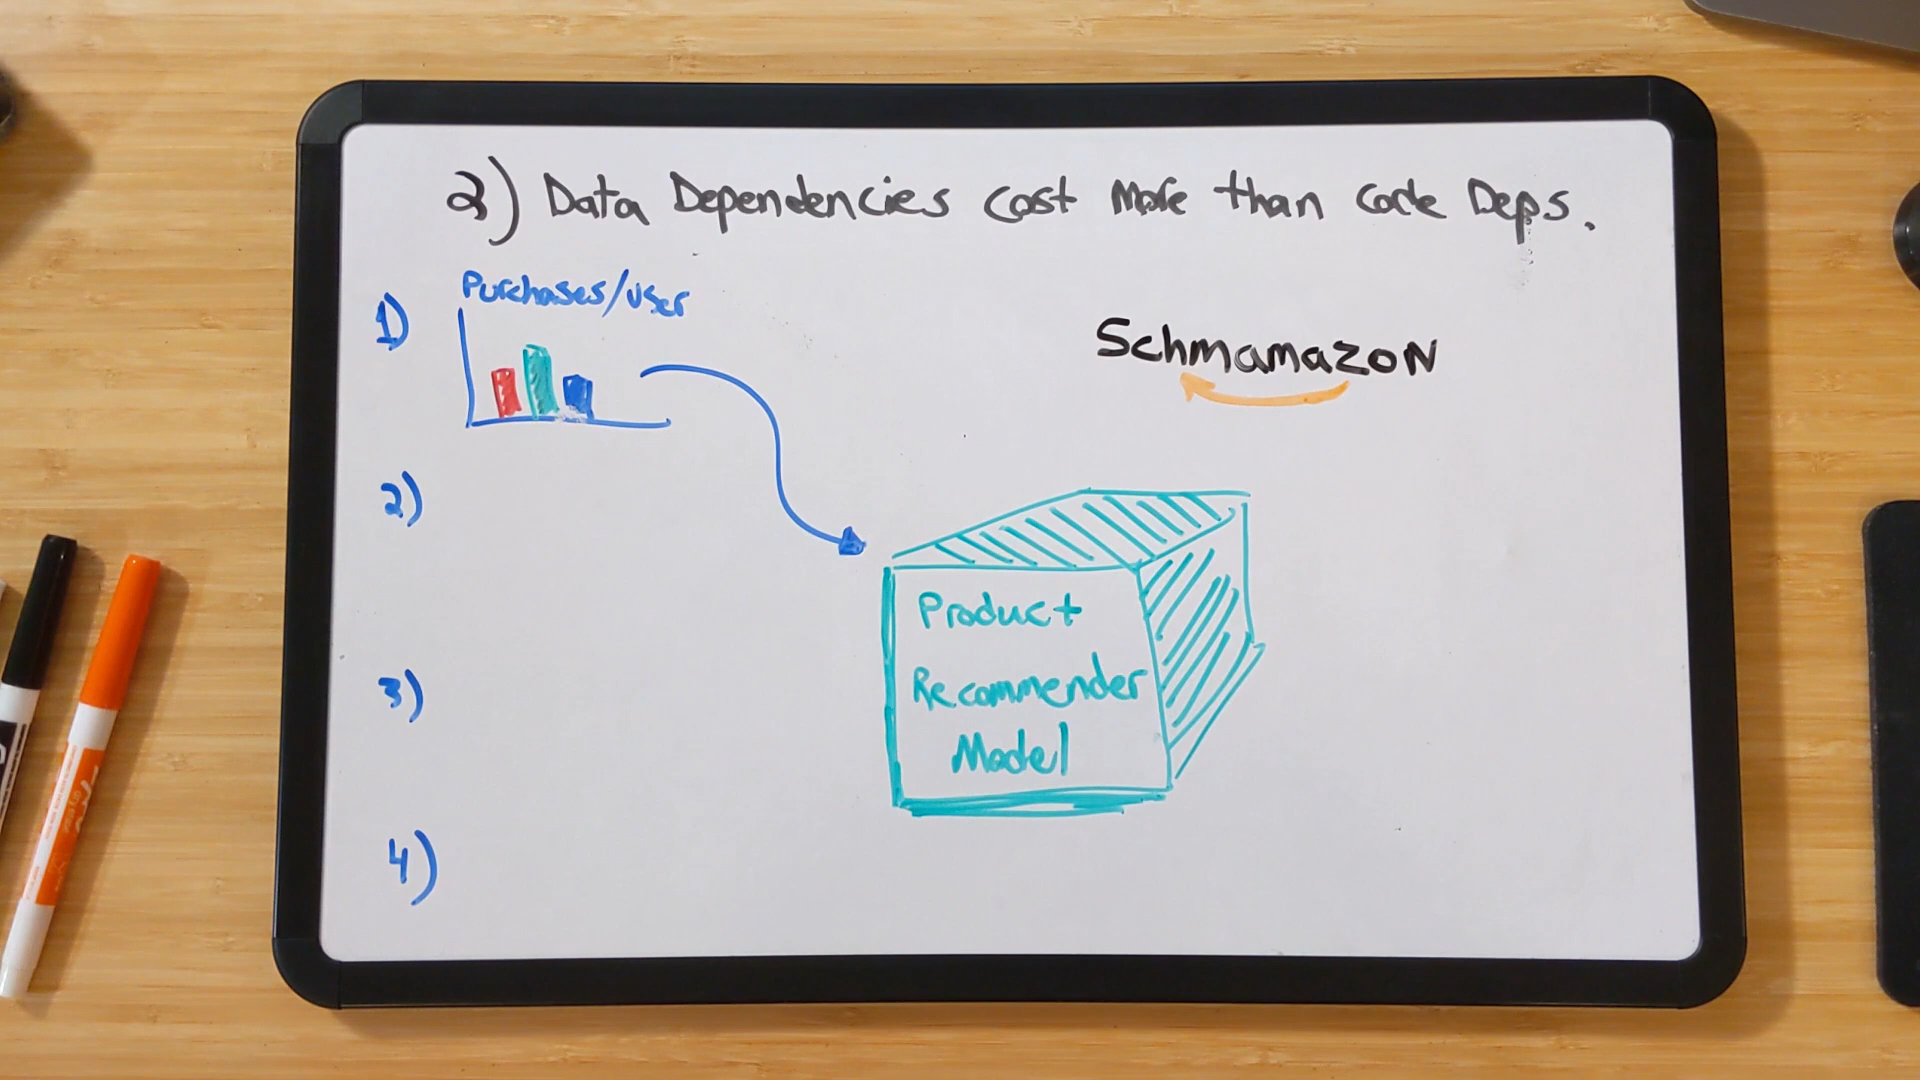 2) Data Dependencies cost more than code Deps.
1)
Purchases/user
Schmamazon
2)
Product
Recommender
Model
3)
4)